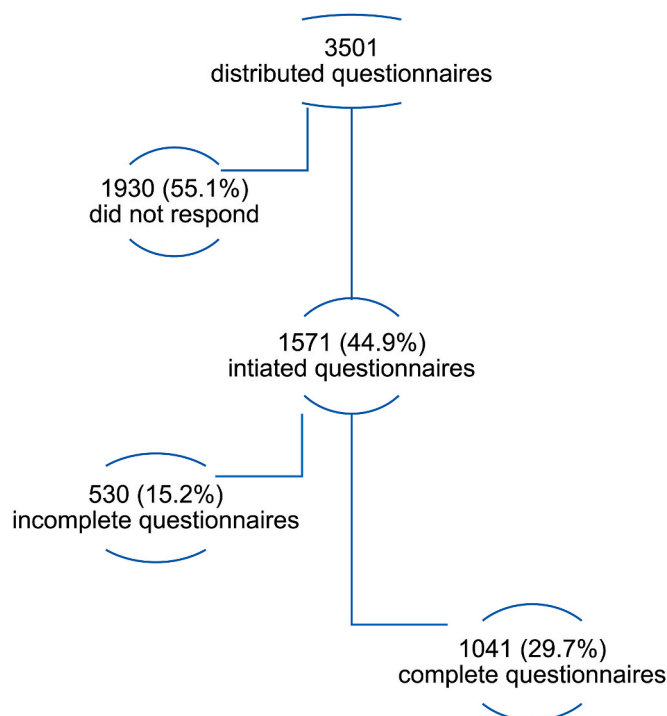 3501
distributed questionnaires
1930 (55.1%)
did not respond
1571 (44.9%)
intiated questionnaires
530 (15.2%)
incomplete questionnaires
1041 (29.7%)
complete questionnaires